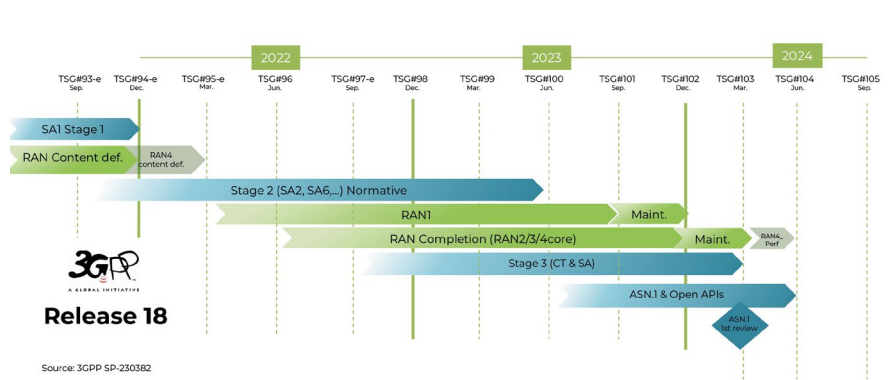 2022
2023
2024
TSG#93-e TSG#94-e TSG#95-e TSG#96 TSG#97-e TSG#98 TSG#99 TSG#100 TSG#101 TSG#102 TSG#103 TSG#104 TSG#105
Sep. Dec. Mar. Jun. Sep. Dec. Mar. Jun. Sep. Dec. Mar. Jun. Sep.
SA1 Stage 1
RAN Content def.
RAN4
content def.
Stage 2 (SA2, SA6,...) Normative
RAN1
Maint.
RAN Completion (RAN2/3/4core)
Maint.
RAN4_
Perf
Stage 3 (CT & SA)
ASN.1 & Open APIs
ASN.1
1st review
3GPP
A GLOBAL INITIATIVE
Release 18
Source: 3GPP SP-230382